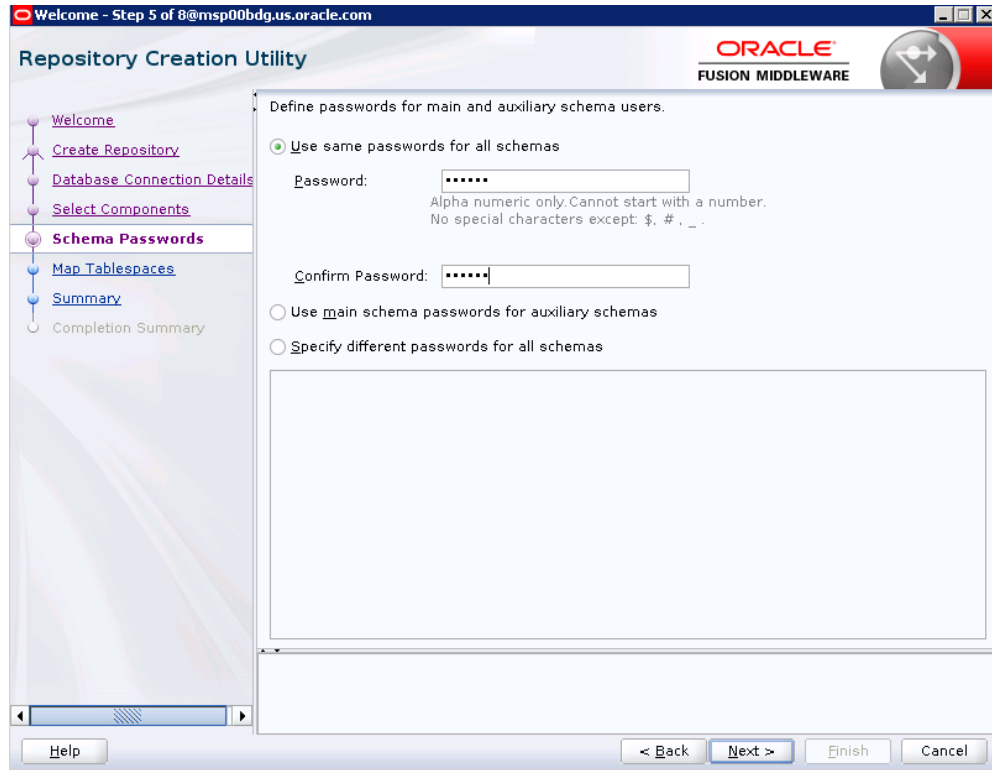 Welcome - Step 5 of 8@msp00bdg.us.oracle.com
Repository Creation Utility
ORACLE
FUSION MIDDLEWARE
Welcome
Create Repository
Database Connection Details
Select Components
Schema Passwords
Map Tablespaces
Summary
Completion Summary
Define passwords for main and auxiliary schema users.
Use same passwords for all schemas
Password: ••••••
Alpha numeric only.Cannot start with a number.
No special characters except: $, # , _ .
Confirm Password: ••••••
Use main schema passwords for auxiliary schemas
Specify different passwords for all schemas
Help
< Back
Next >
Finish
Cancel